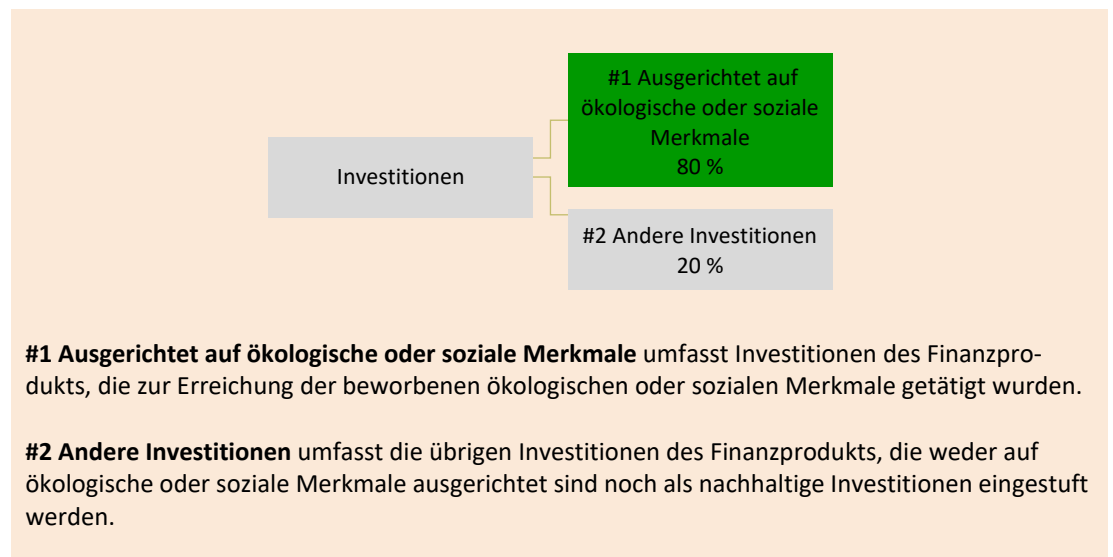 #1 Ausgerichtet auf
ökologische oder soziale
Merkmale
80 %
Investitionen
#2 Andere Investitionen
20 %
#1 Ausgerichtet auf ökologische oder soziale Merkmale umfasst Investitionen des Finanzpro-
dukts, die zur Erreichung der beworbenen ökologischen oder sozialen Merkmale getätigt wurden.
#2 Andere Investitionen umfasst die übrigen Investitionen des Finanzprodukts, die weder auf
ökologische oder soziale Merkmale ausgerichtet sind noch als nachhaltige Investitionen eingestuft
werden.